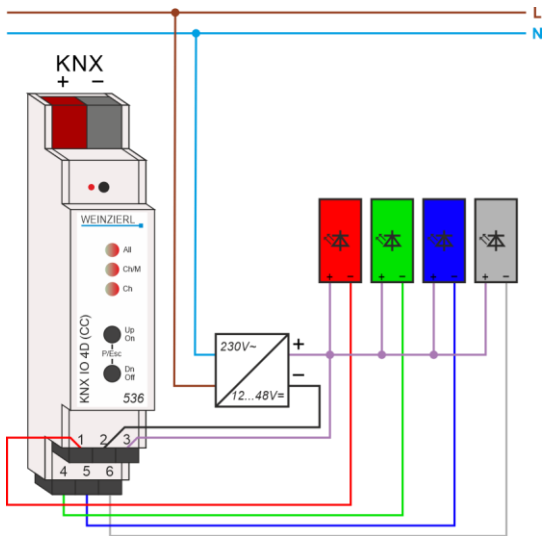 L
N
KNX
+ −
WEINZIERL
All
Ch/M
Ch
Up
On
P/Esc
Dn
Off
KNX IO 4D (CC)
536
1 2 3
4 5 6
230V~
12...48V=
+
−
+ − + − + − + −